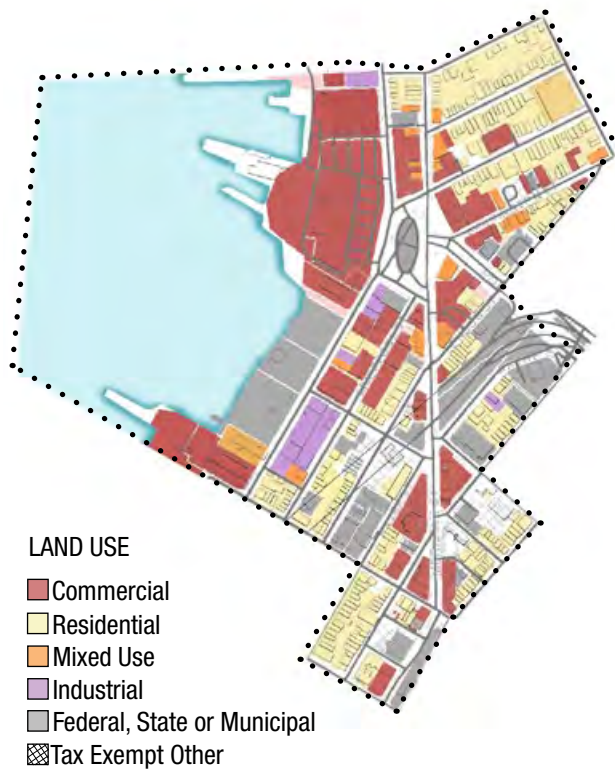 LAND USE
Commercial
Residential
Mixed Use
Industrial
Federal, State or Municipal
Tax Exempt Other